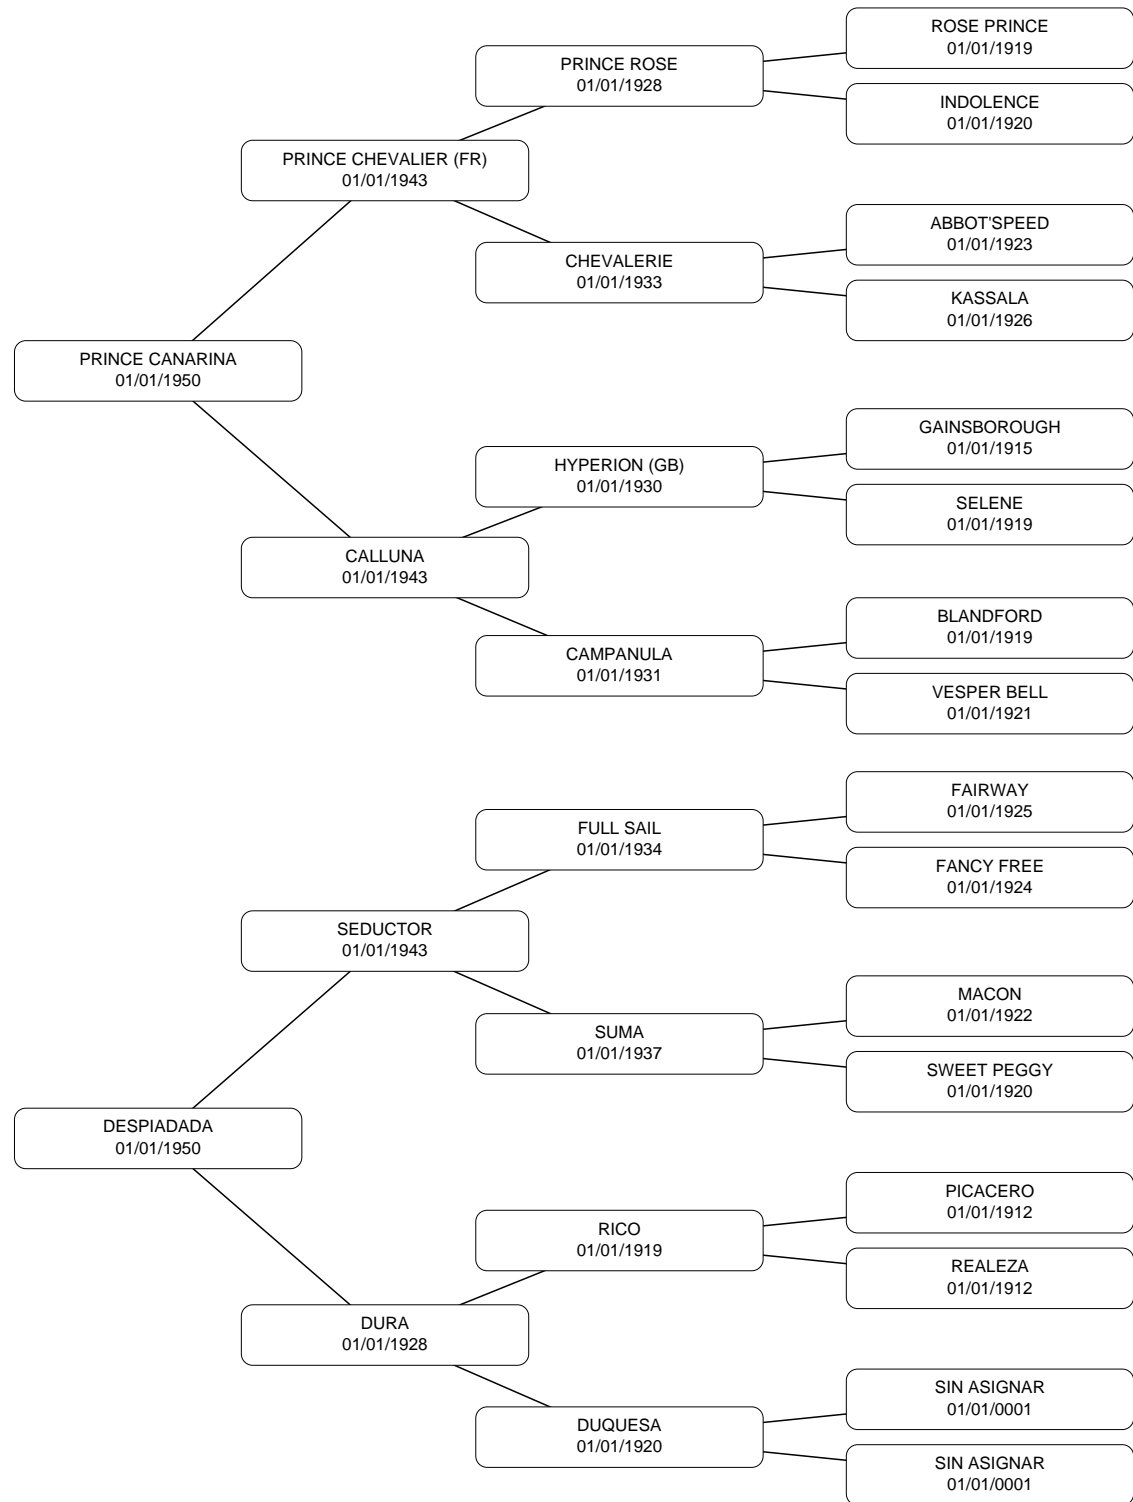 ROSE PRINCE
01/01/1919
PRINCE ROSE
01/01/1928
INDOLENCE
01/01/1920
PRINCE CHEVALIER (FR)
01/01/1943
ABBOT'SPEED
01/01/1923
CHEVALERIE
01/01/1933
KASSALA
01/01/1926
PRINCE CANARINA
01/01/1950
GAINSBOROUGH
01/01/1915
HYPERION (GB)
01/01/1930
SELENE
01/01/1919
CALLUNA
01/01/1943
BLANDFORD
01/01/1919
CAMPANULA
01/01/1931
VESPER BELL
01/01/1921
FAIRWAY
01/01/1925
FULL SAIL
01/01/1934
FANCY FREE
01/01/1924
SEDUCTOR
01/01/1943
MACON
01/01/1922
SUMA
01/01/1937
SWEET PEGGY
01/01/1920
DESPIADADA
01/01/1950
PICACERO
01/01/1912
RICO
01/01/1919
REALEZA
01/01/1912
DURA
01/01/1928
SIN ASIGNAR
01/01/0001
DUQUESA
01/01/1920
SIN ASIGNAR
01/01/0001